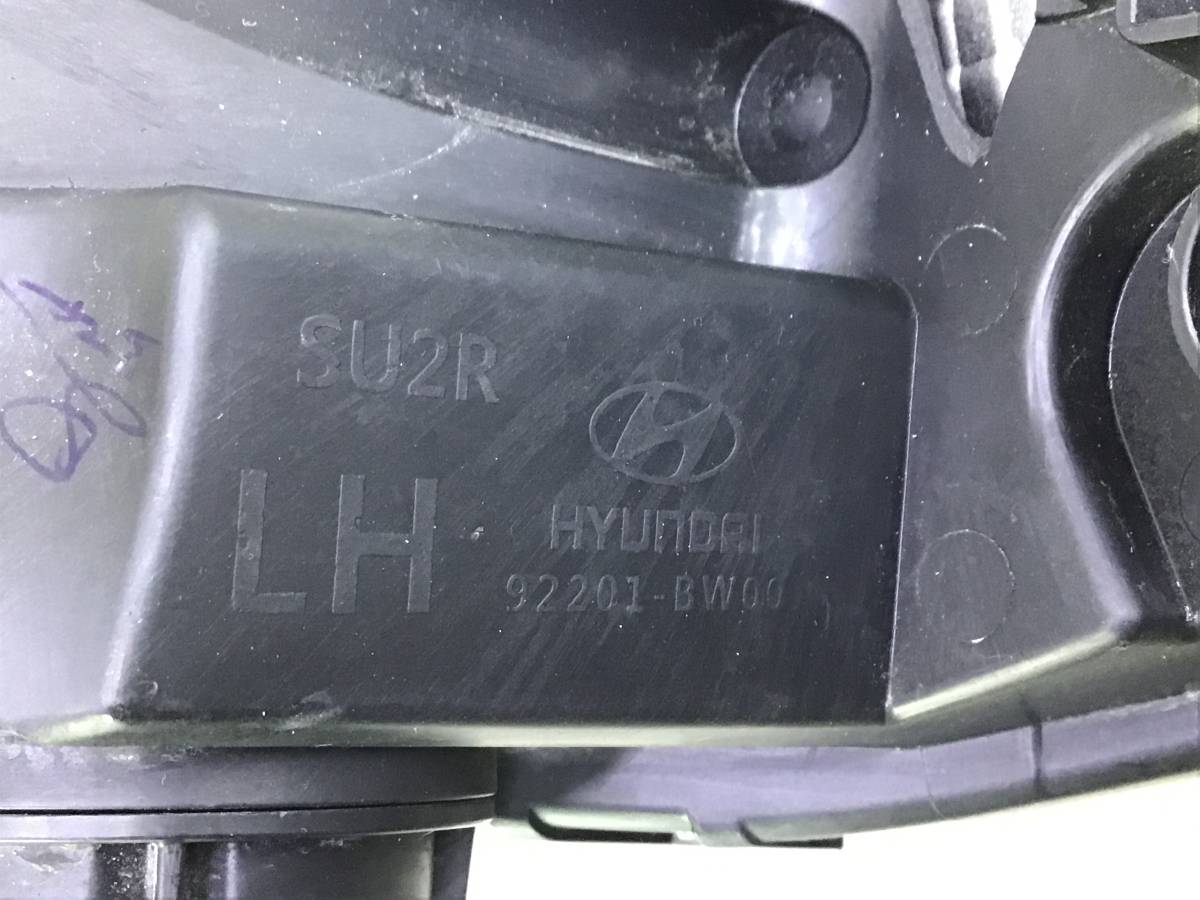 SU2R
LH
HYUNDAI
92201-BW00